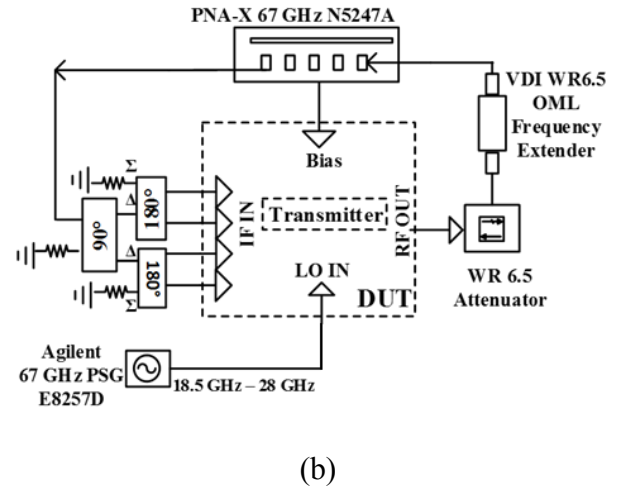 PNA-X 67 GHz N5247A
VDI WR6.5
OML
Frequency
Extender
Bias
Σ
Δ
180°
90°
IF IN
Transmitter
RF OUT
Δ
180°
Σ
LO IN
DUT
WR 6.5
Attenuator
Agilent
67 GHz PSG
E8257D
18.5 GHz – 28 GHz
(b)